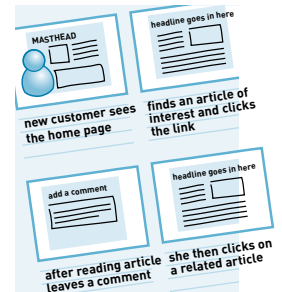 MASTHEAD
new customer sees
the home page
headline goes in here
finds an article of
interest and clicks
the link
add a comment
after reading article
leaves a comment
headline goes in here
she then clicks on
a related article